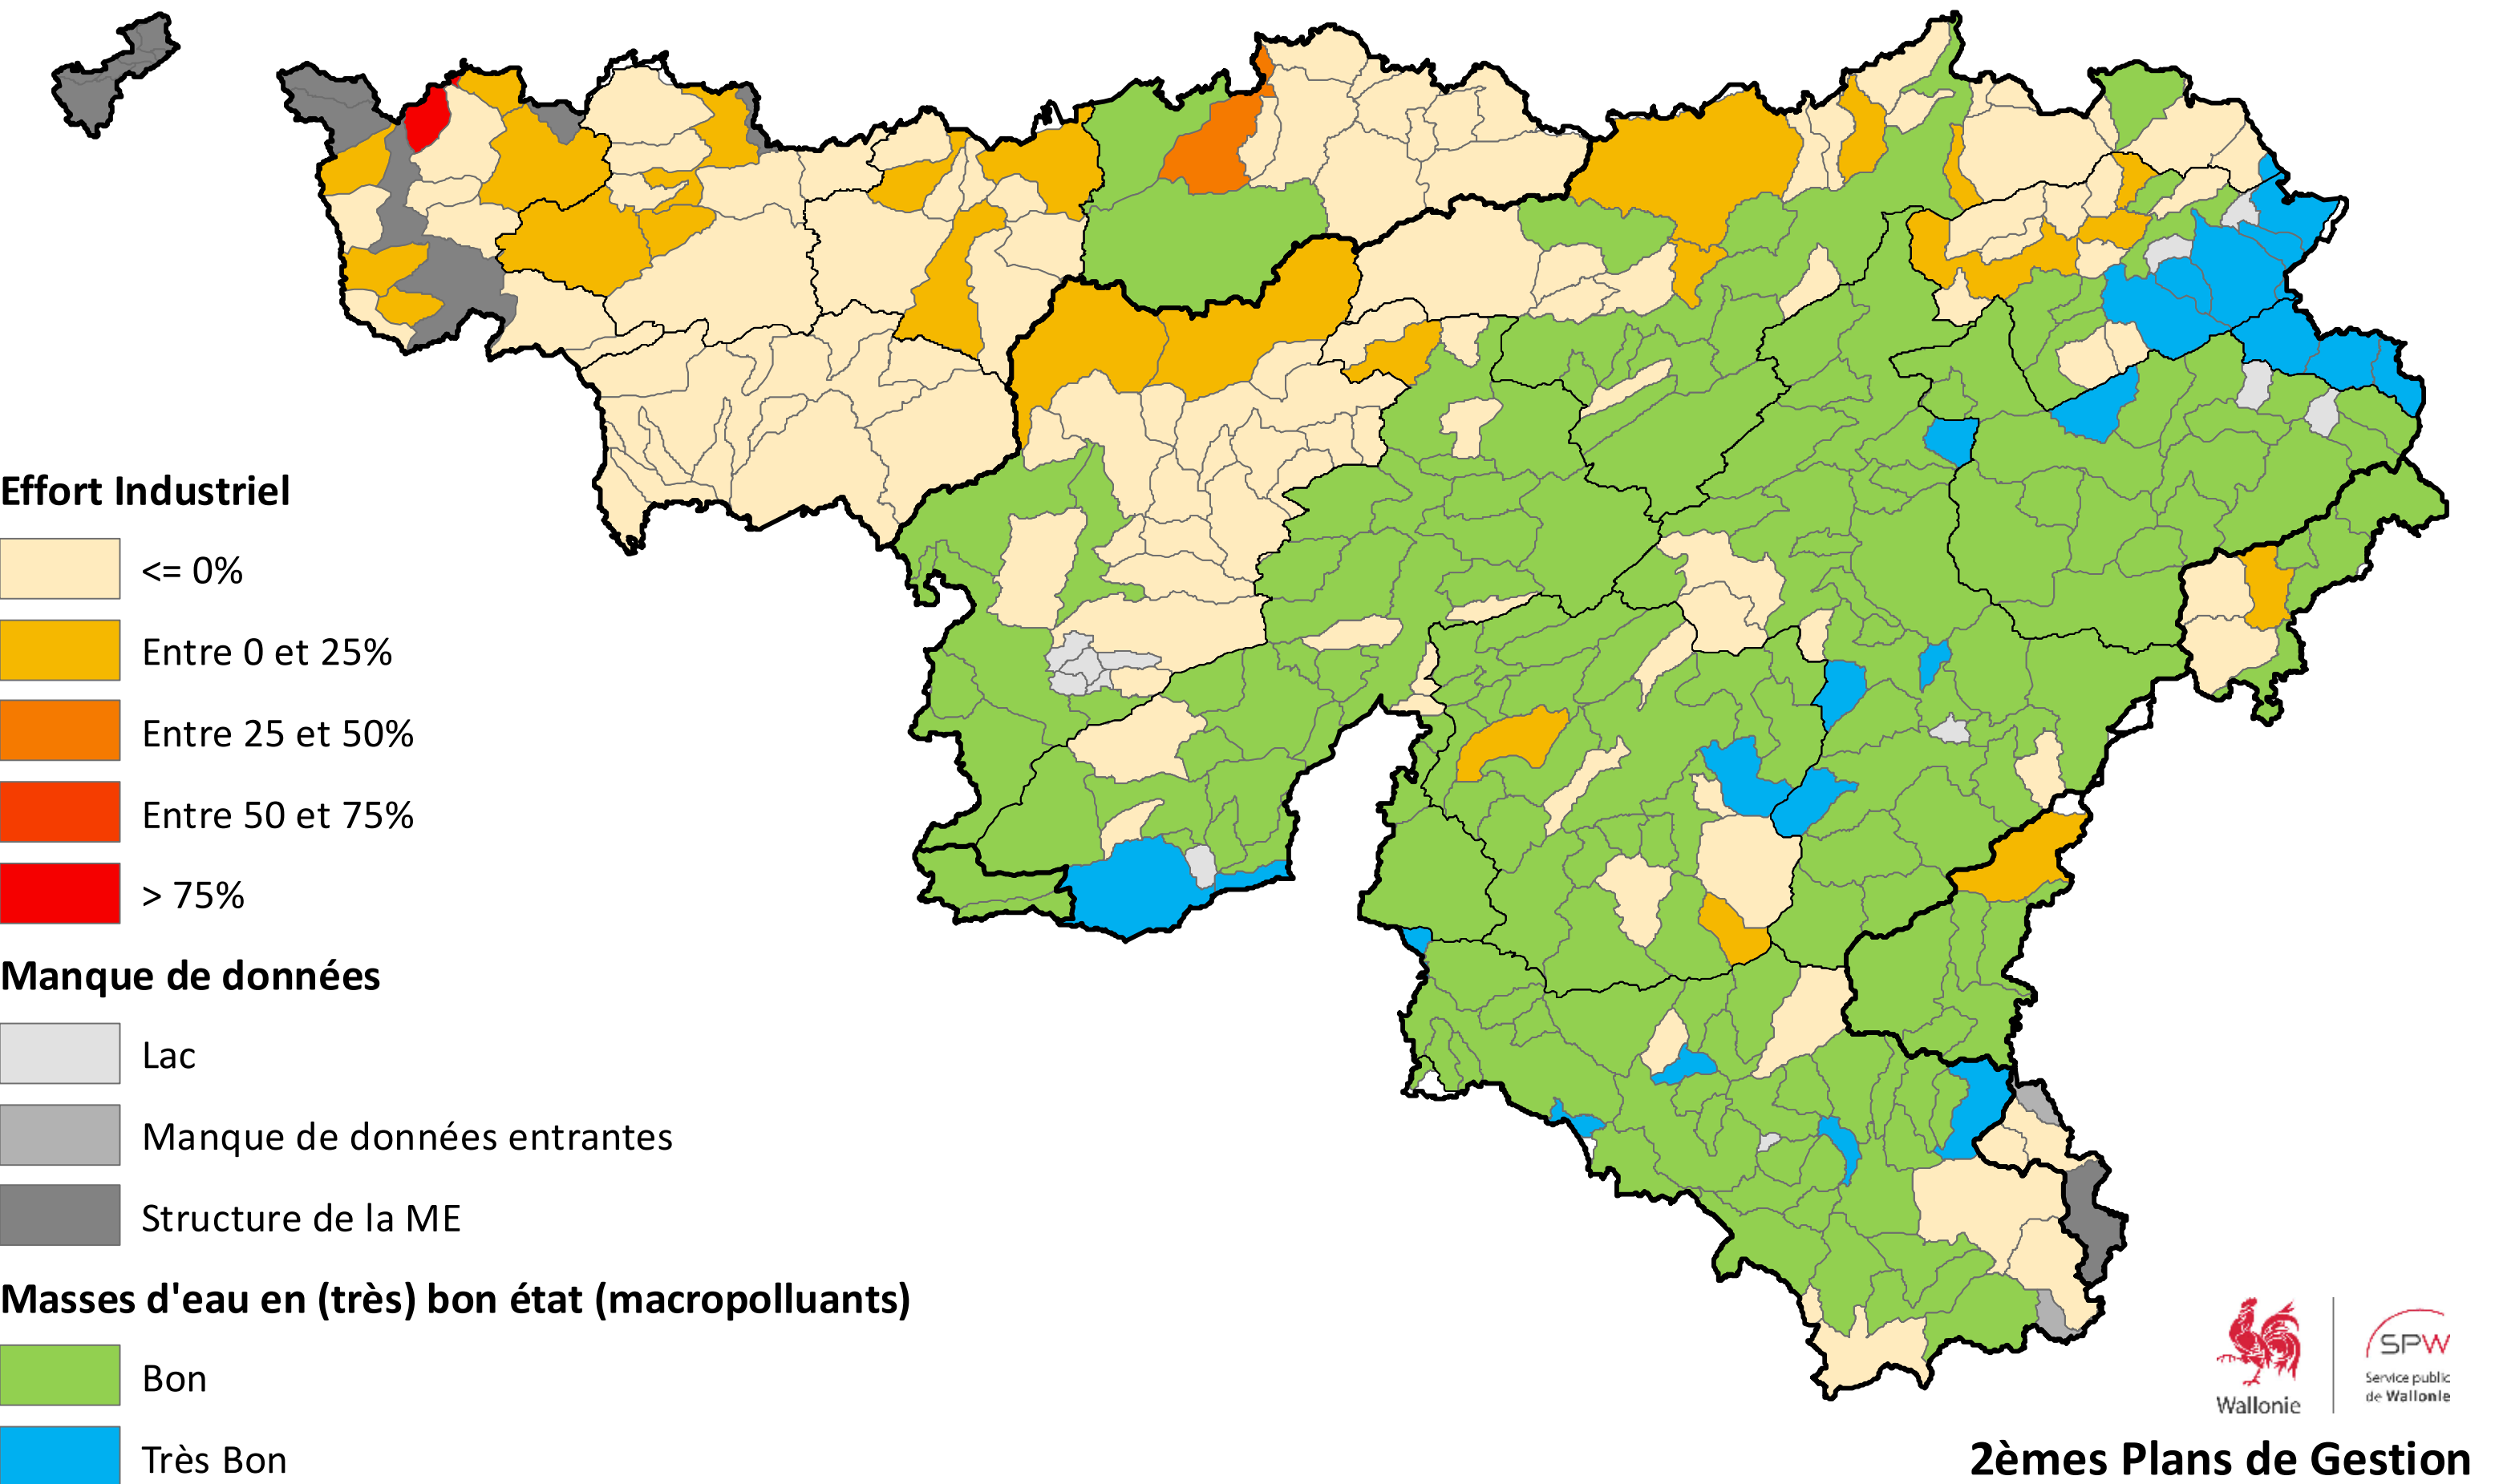 Effort Industriel
<= 0%
Entre 0 et 25%
Entre 25 et 50%
Entre 50 et 75%
> 75%
Manque de données
Lac
Manque de données entrantes
Structure de la ME
Masses d'eau en (très) bon état (macropolluants)
Bon
Très Bon
Wallonie
SPW
Service public
de Wallonie
2èmes Plans de Gestion